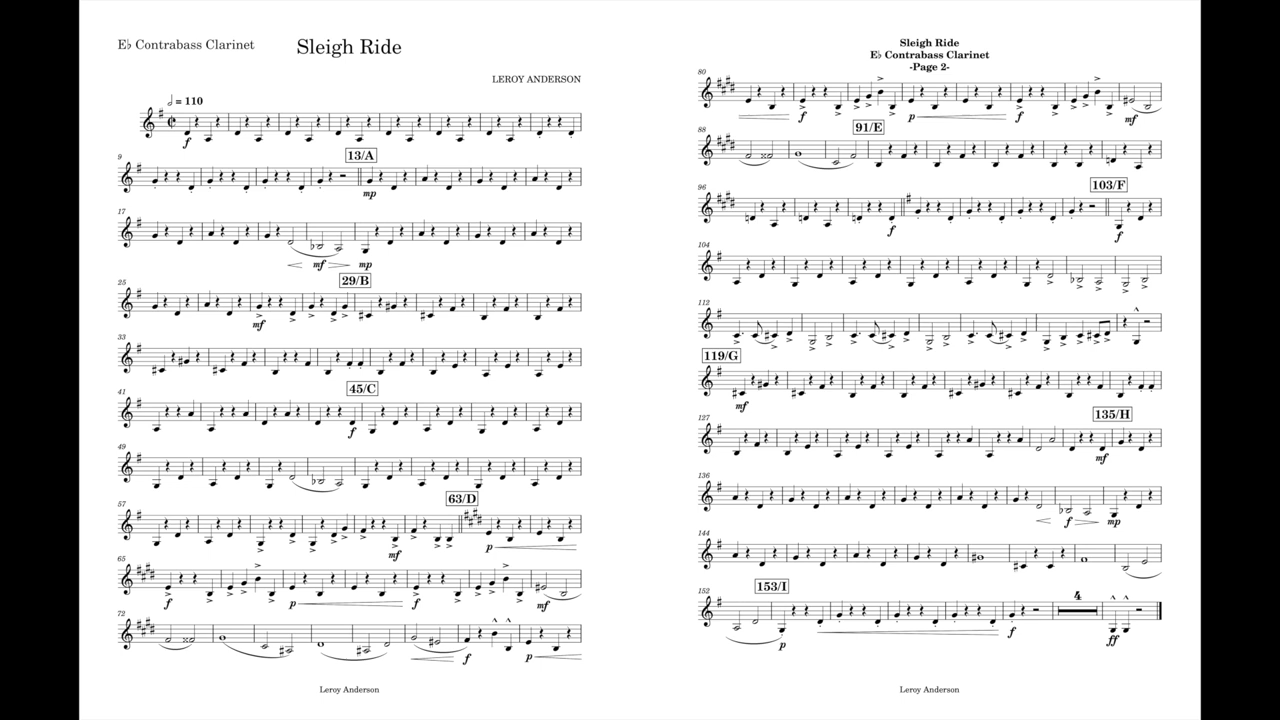 E♭ Contrabass Clarinet
Sleigh Ride
LEROY ANDERSON
𝅗𝅥 = 110
f
9
13/A
mp
17
mf
mp
25
29/B
mf
33
41
45/C
f
49
57
63/D
mf
p
65
f
p
f
mf
72
f
p
Leroy Anderson
Sleigh Ride
E♭ Contrabass Clarinet
-Page 2-
80
f
p
f
mf
88
91/E
96
103/F
f
f
104
112
119/G
mf
127
135/H
mf
136
f
mp
144
152
153/I
4
p
f
ff
Leroy Anderson